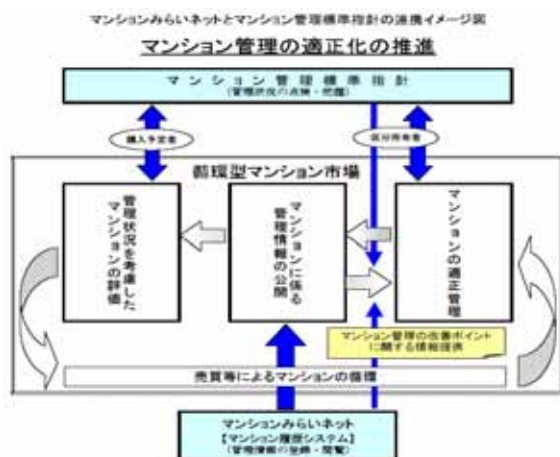 マンションみらいネットとマンション管理標準指針の連携イメージ図
マンション管理の適正化の推進
マンション管理標準指針
(管理状況の点検・把握)
購入予定者
区分所有者
循環型マンション市場
管理状況を考慮した
マンションの評価
マンションに係る
管理情報の公開
マンションの適正管理
マンション管理の改善ポイント
に関する情報提供
売買等によるマンションの循環
マンションみらいネット
【マンション履歴システム】
(管理情報の登録・閲覧)